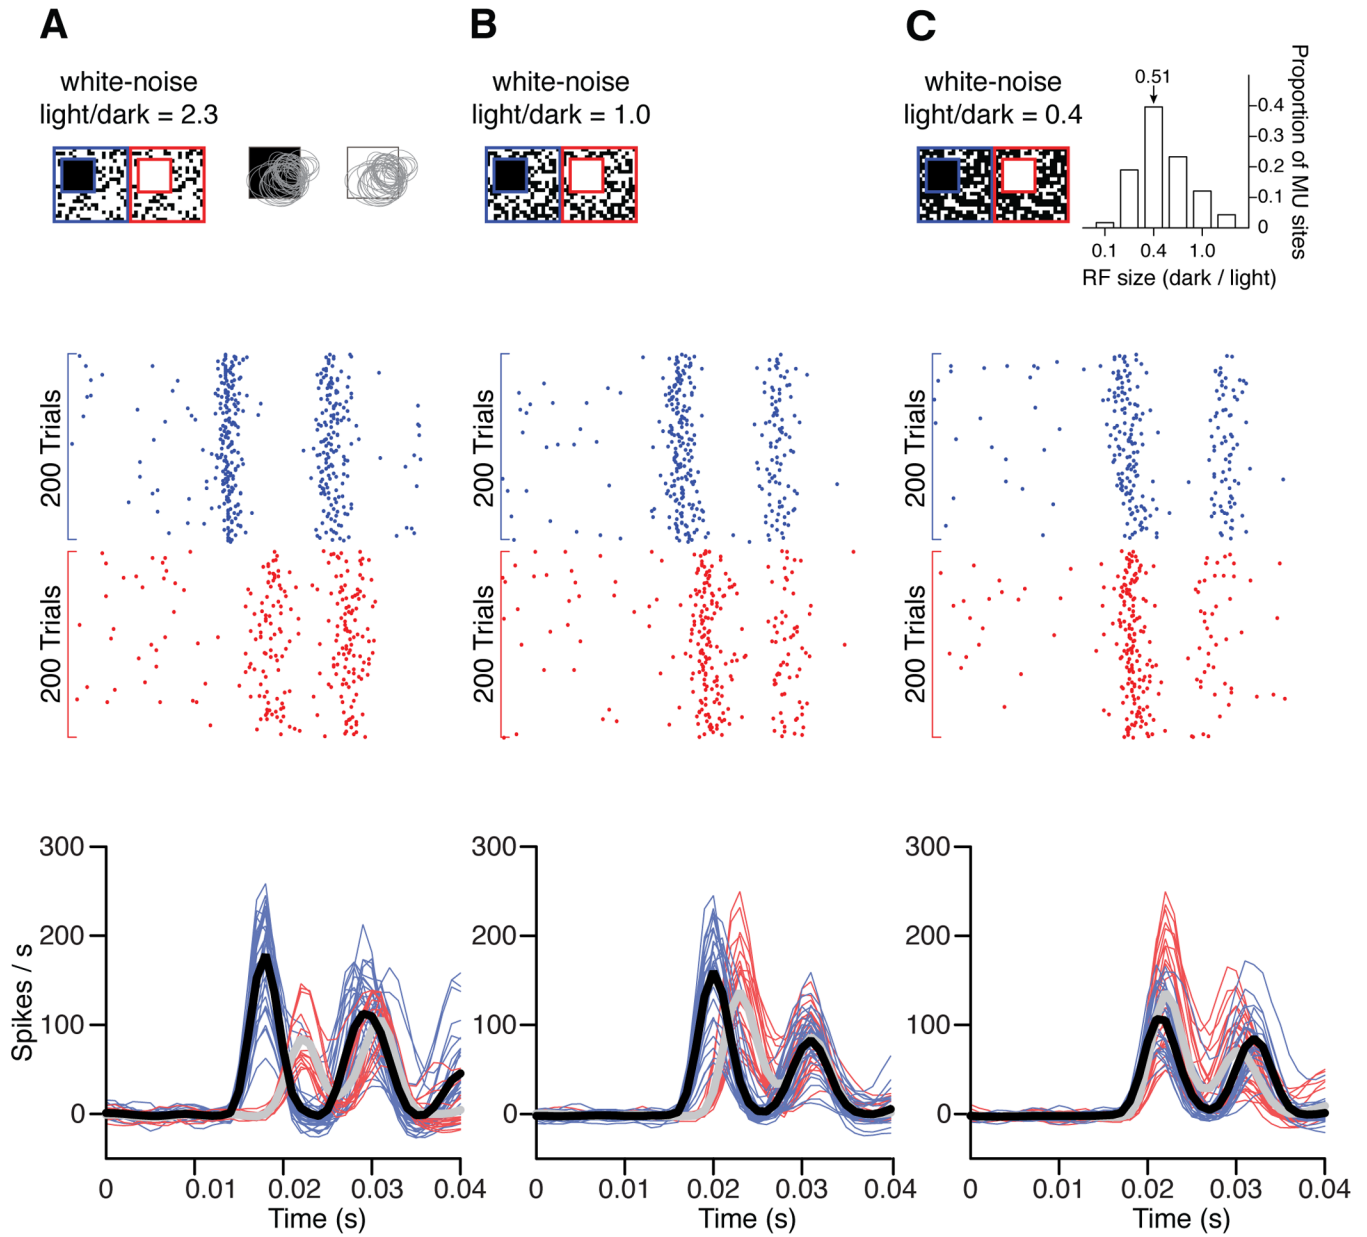 A
white-noise
light/dark = 2.3
B
white-noise
light/dark = 1.0
C
white-noise
light/dark = 0.4
0.51
0.4
0.3
0.2
0.1
0
Proportion of MU sites
0.1 0.4 1.0
RF size (dark / light)
200 Trials
200 Trials
200 Trials
200 Trials
200 Trials
200 Trials
Spikes / s
300
200
100
0
0 0.01 0.02 0.03 0.04
Time (s)
300
200
100
0
0 0.01 0.02 0.03 0.04
Time (s)
300
200
100
0
0 0.01 0.02 0.03 0.04
Time (s)